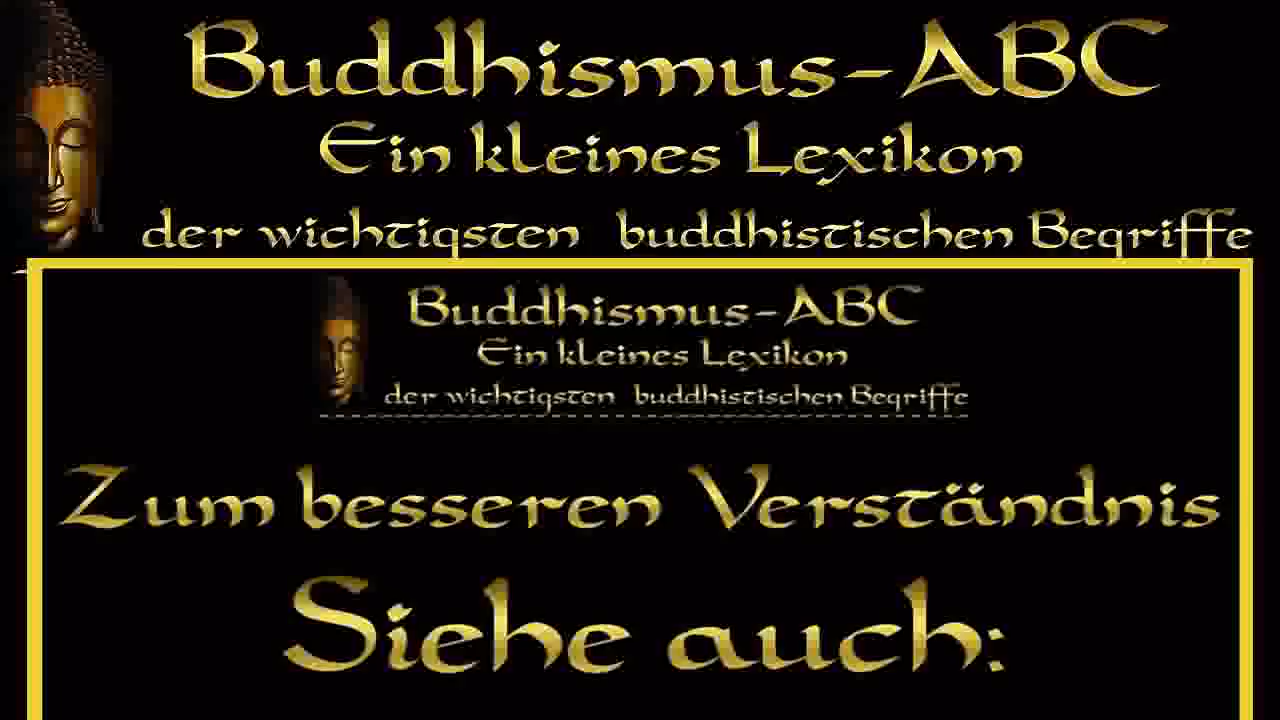 Buddhismus-ABC
Ein kleines Lexikon
der wichtigsten buddhistischen Begriffe
Buddhismus-ABC
Ein kleines Lexikon
der wichtigsten buddhistischen Begriffe
Zum besseren Verständnis
Siehe auch: